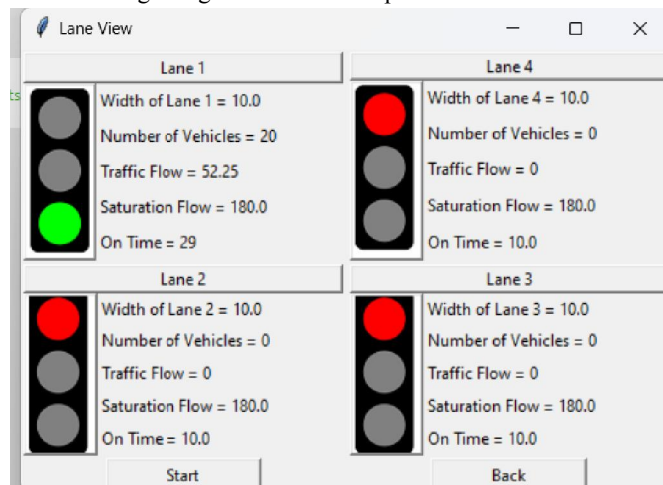 Lane View
Lane 1
Width of Lane 1 = 10.0
Number of Vehicles = 20
Traffic Flow = 52.25
Saturation Flow = 180.0
On Time = 29
Lane 4
Width of Lane 4 = 10.0
Number of Vehicles = 0
Traffic Flow = 0
Saturation Flow = 180.0
On Time = 10.0
Lane 2
Width of Lane 2 = 10.0
Number of Vehicles = 0
Traffic Flow = 0
Saturation Flow = 180.0
On Time = 10.0
Lane 3
Width of Lane 3 = 10.0
Number of Vehicles = 0
Traffic Flow = 0
Saturation Flow = 180.0
On Time = 10.0
Start
Back